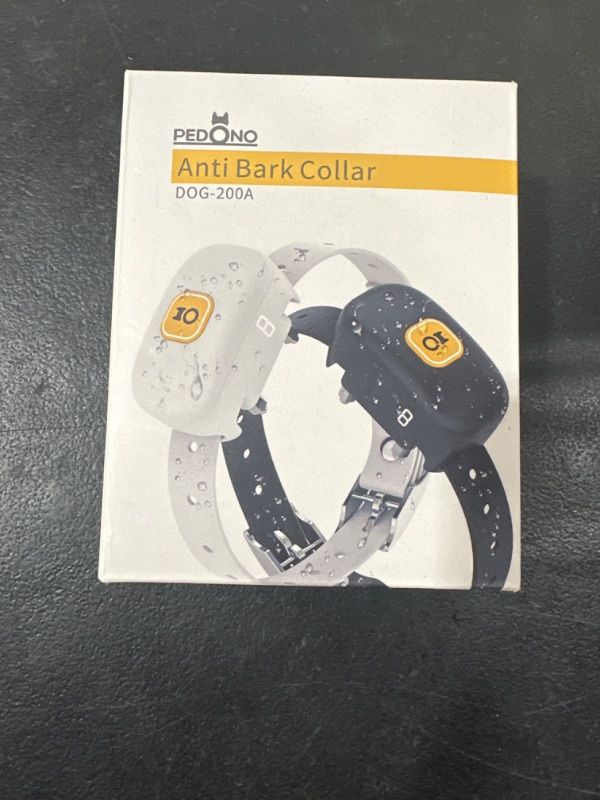 PEDONO
Anti Bark Collar
DOG-200A